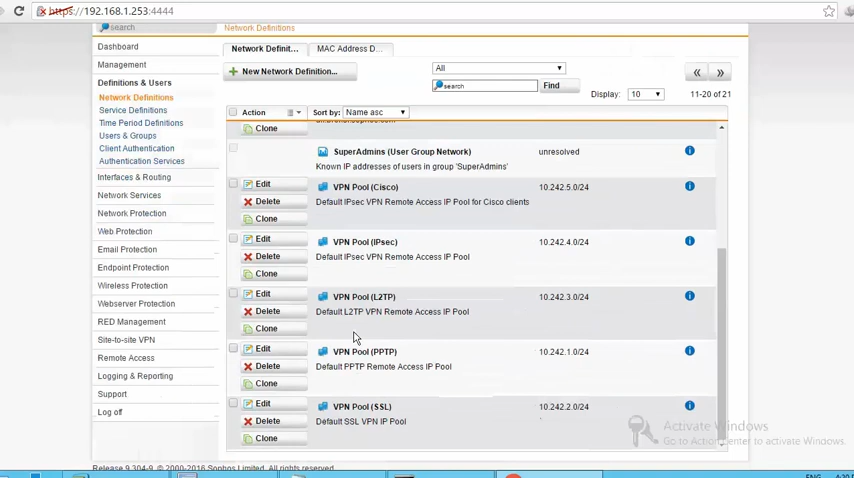 https://192.168.1.253:4444
search
Network Definitions
Dashboard
Management
Definitions & Users
Network Definitions
Service Definitions
Time Period Definitions
Users & Groups
Client Authentication
Authentication Services
Interfaces & Routing
Network Services
Network Protection
Web Protection
Email Protection
Endpoint Protection
Wireless Protection
Webserver Protection
RED Management
Site-to-site VPN
Remote Access
Logging & Reporting
Support
Log off
Network Definit...
MAC Address D...
+ New Network Definition...
All
search
Find
« »
Display: 10
11-20 of 21
Action
Sort by: Name asc
Clone
SuperAdmins (User Group Network)
unresolved
Known IP addresses of users in group 'SuperAdmins'
Edit
VPN Pool (Cisco)
10.242.5.0/24
Delete
Default IPsec VPN Remote Access IP Pool for Cisco clients
Clone
Edit
VPN Pool (IPsec)
10.242.4.0/24
Delete
Default IPsec VPN Remote Access IP Pool
Clone
Edit
VPN Pool (L2TP)
10.242.3.0/24
Delete
Default L2TP VPN Remote Access IP Pool
Clone
Edit
VPN Pool (PPTP)
10.242.1.0/24
Delete
Default PPTP Remote Access IP Pool
Clone
Edit
VPN Pool (SSL)
10.242.2.0/24
Delete
Default SSL VPN IP Pool
Clone
Activate Windows
Go to Action Center to activate Windows.
Release 9.304-9 © 2000-2016 Sophos Limited. All rights reserved.
ENG